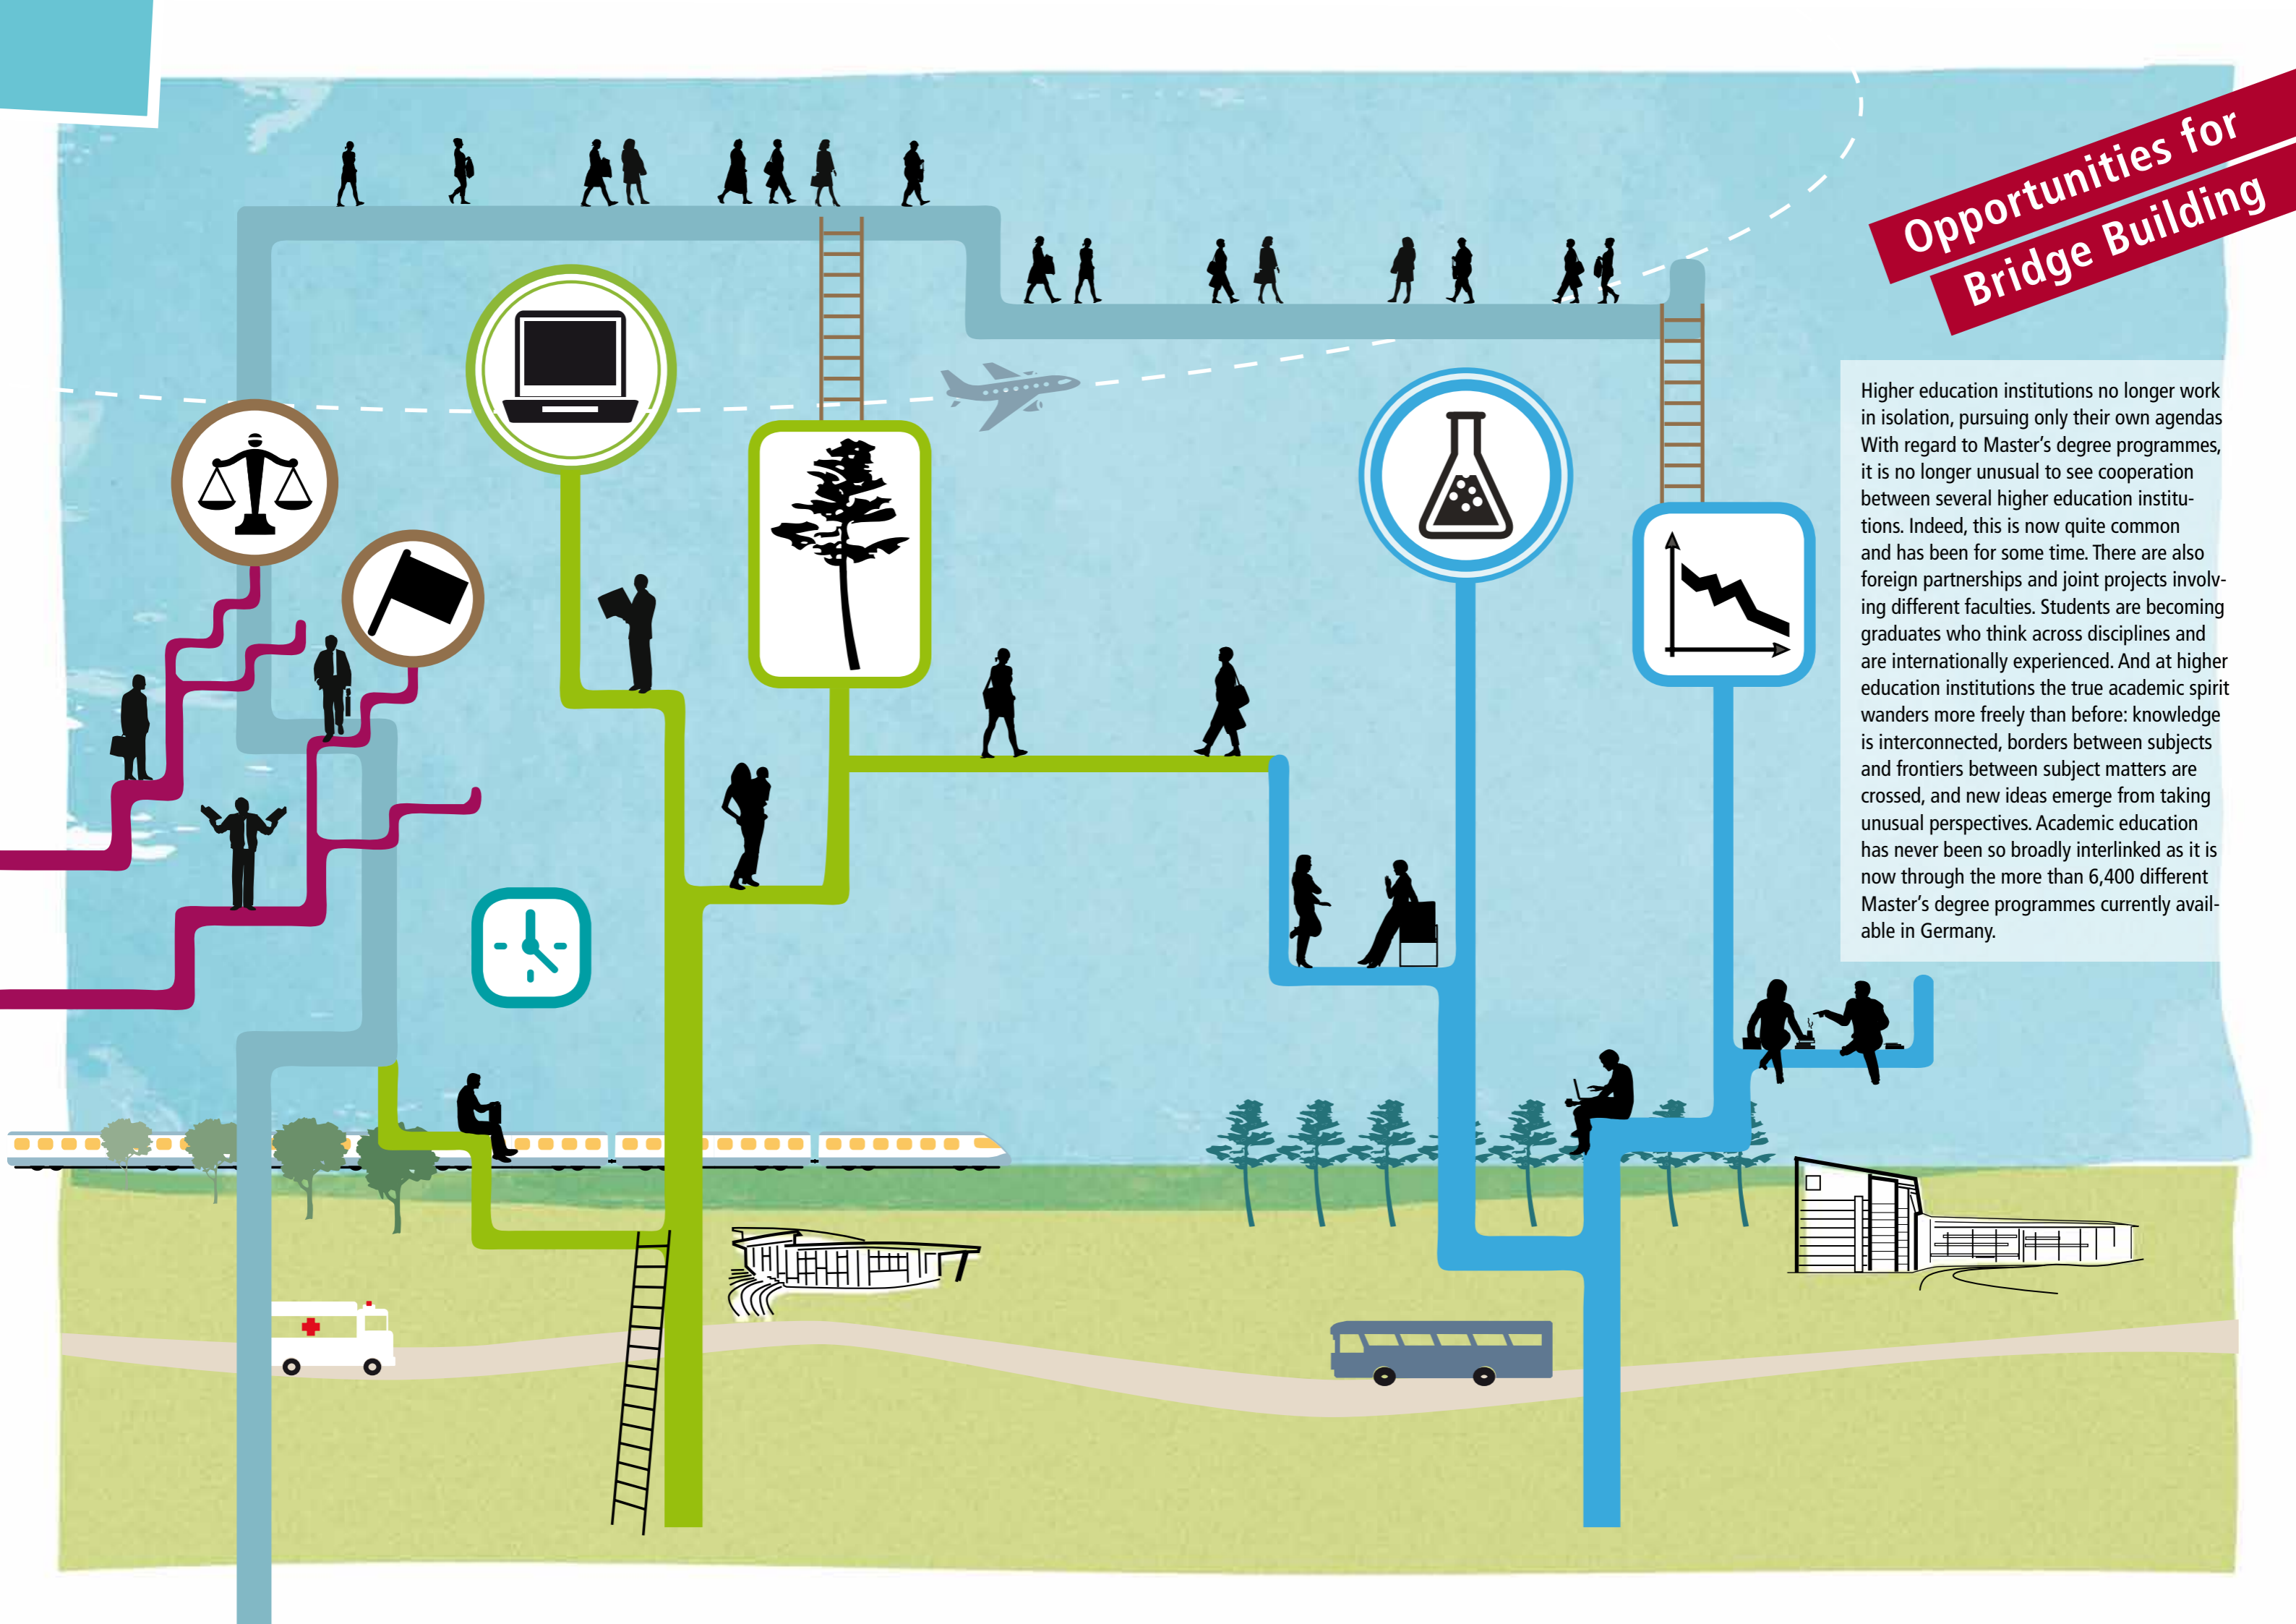 Opportunities for
Bridge Building
Higher education institutions no longer work
in isolation, pursuing only their own agendas
With regard to Master's degree programmes,
it is no longer unusual to see cooperation
between several higher education institu-
tions. Indeed, this is now quite common
and has been for some time. There are also
foreign partnerships and joint projects involv-
ing different faculties. Students are becoming
graduates who think across disciplines and
are internationally experienced. And at higher
education institutions the true academic spirit
wanders more freely than before: knowledge
is interconnected, borders between subjects
and frontiers between subject matters are
crossed, and new ideas emerge from taking
unusual perspectives. Academic education
has never been so broadly interlinked as it is
now through the more than 6,400 different
Master's degree programmes currently avail-
able in Germany.